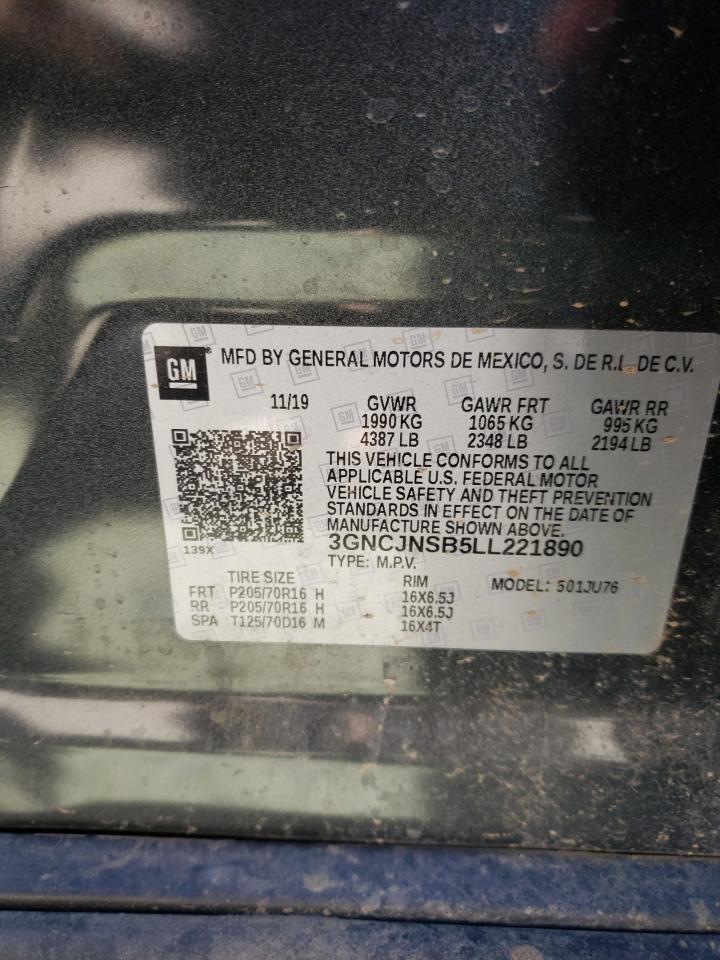 GM
MFD BY GENERAL MOTORS DE MEXICO, S. DE R.L. DE C.V.
11/19 GVWR GAWR FRT GAWR RR
1990 KG 1065 KG 995 KG
4387 LB 2348 LB 2194 LB
THIS VEHICLE CONFORMS TO ALL
APPLICABLE U.S. FEDERAL MOTOR
VEHICLE SAFETY AND THEFT PREVENTION
STANDARDS IN EFFECT ON THE DATE OF
MANUFACTURE SHOWN ABOVE.
139X 3GNCJNSB5LL221890
TYPE: M.P.V.
TIRE SIZE RIM MODEL: 501JU76
FRT P205/70R16 H 16X6.5J
RR P205/70R16 H 16X6.5J
SPA T125/70D16 M 16X4T